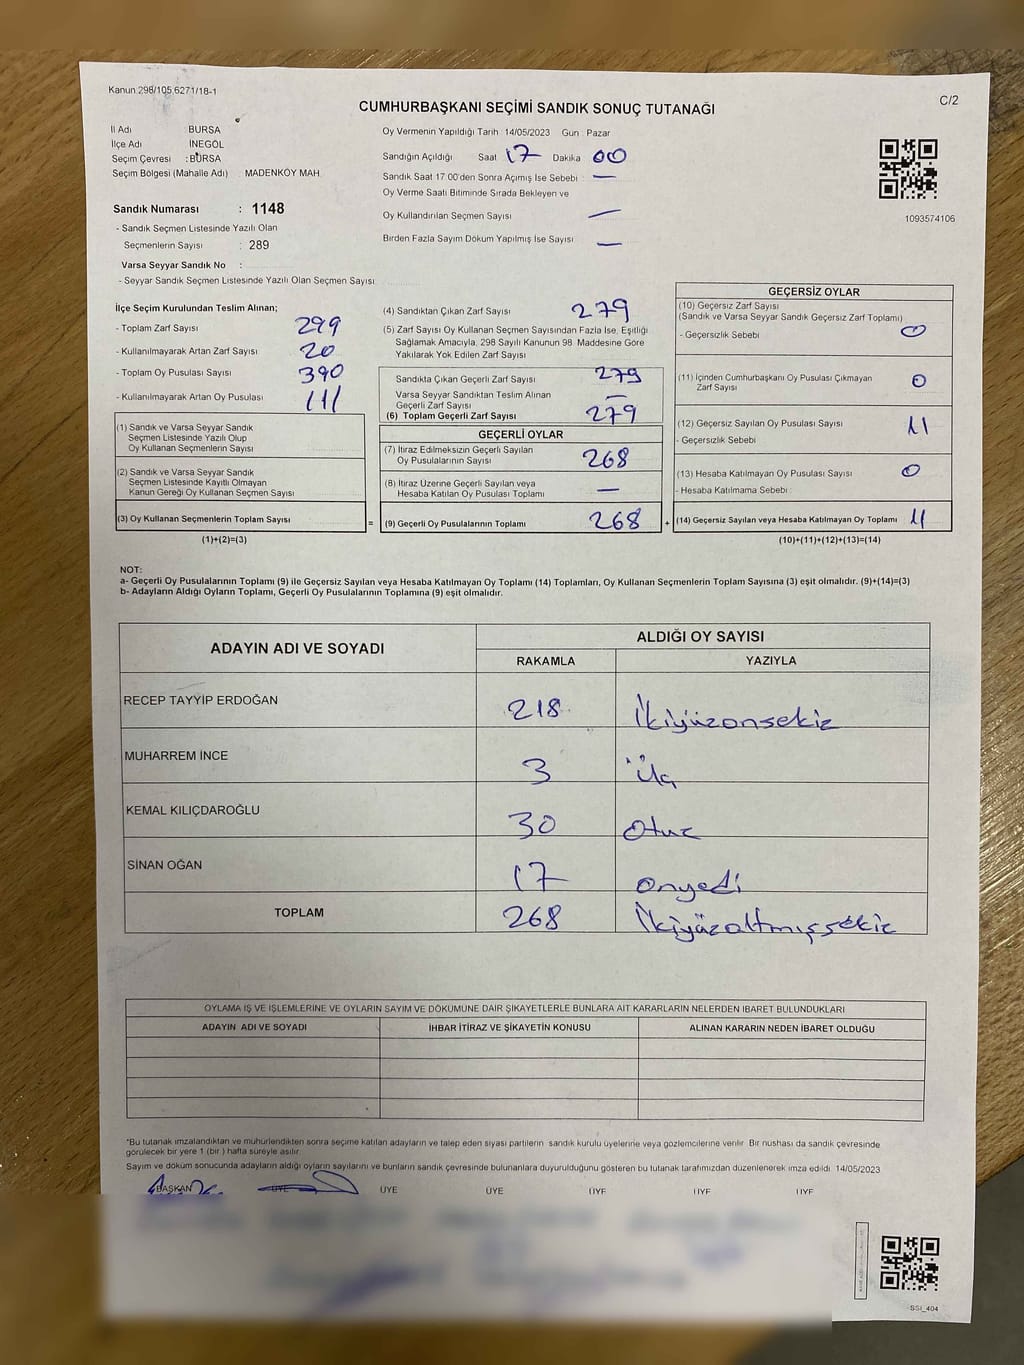 Kanun 298/105,6271/18-1
CUMHURBAŞKANI SEÇİMİ SANDIK SONUÇ TUTANAĞI
C/2
İl Adı BURSA
İlçe Adı İNEGÖL
Seçim Çevresi : BURSA
Seçim Bölgesi (Mahalle Adı) : MADENKÖY MAH.
Oy Vermenin Yapıldığı Tarih 14/05/2023 Gün : Pazar
Sandığın Açıldığı Saat 17 Dakika 00
Sandık Saat 17:00'den Sonra Açımış İse Sebebi : —
Oy Verme Saati Bitiminde Sırada Bekleyen ve
Oy Kullandırılan Seçmen Sayısı —
Birden Fazla Sayım Döküm Yapılmış İse Sayısı —
1093574106
Sandık Numarası : 1148
- Sandık Seçmen Listesinde Yazılı Olan
Seçmenlerin Sayısı : 289
Varsa Seyyar Sandık No :
- Seyyar Sandık Seçmen Listesinde Yazılı Olan Seçmen Sayısı
İlçe Seçim Kurulundan Teslim Alınan;
- Toplam Zarf Sayısı 299
- Kullanılmayarak Artan Zarf Sayısı 20
- Toplam Oy Pusulası Sayısı 390
- Kullanılmayarak Artan Oy Pusulası 111
(1) Sandık ve Varsa Seyyar Sandık
Seçmen Listesinde Yazılı Olup
Oy Kullanan Seçmenlerin Sayısı
(2) Sandık ve Varsa Seyyar Sandık
Seçmen Listesinde Kayıtlı Olmayan
Kanun Gereği Oy Kullanan Seçmen Sayısı
(3) Oy Kullanan Seçmenlerin Toplam Sayısı
(1)+(2)=(3)
(4) Sandıktan Çıkan Zarf Sayısı 279
(5) Zarf Sayısı Oy Kullanan Seçmen Sayısından Fazla İse, Eşitliği
Sağlamak Amacıyla, 298 Sayılı Kanunun 98. Maddesine Göre
Yakılarak Yok Edilen Zarf Sayısı
Sandıkta Çıkan Geçerli Zarf Sayısı 279
Varsa Seyyar Sandıktan Teslim Alınan
Geçerli Zarf Sayısı —
(6) Toplam Geçerli Zarf Sayısı 279
GEÇERLİ OYLAR
(7) İtiraz Edilmeksizin Geçerli Sayılan
Oy Pusulalarının Sayısı 268
(8) İtiraz Üzerine Geçerli Sayılan veya
Hesaba Katılan Oy Pusulası Toplamı —
= (9) Geçerli Oy Pusulalarının Toplamı 268 +
GEÇERSİZ OYLAR
(10) Geçersiz Zarf Sayısı
(Sandık ve Varsa Seyyar Sandık Geçersiz Zarf Toplamı)
- Geçersizlik Sebebi 0
(11) İçinden Cumhurbaşkanı Oy Pusulası Çıkmayan
Zarf Sayısı 0
(12) Geçersiz Sayılan Oy Pusulası Sayısı 11
- Geçersizlik Sebebi
(13) Hesaba Katılmayan Oy Pusulası Sayısı 0
- Hesaba Katılmama Sebebi :
(14) Geçersiz Sayılan veya Hesaba Katılmayan Oy Toplamı 11
(10)+(11)+(12)+(13)=(14)
NOT:
a- Geçerli Oy Pusulalarının Toplamı (9) ile Geçersiz Sayılan veya Hesaba Katılmayan Oy Toplamı (14) Toplamları, Oy Kullanan Seçmenlerin Toplam Sayısına (3) eşit olmalıdır. (9)+(14)=(3)
b- Adayların Aldığı Oyların Toplamı, Geçerli Oy Pusulalarının Toplamına (9) eşit olmalıdır.
ADAYIN ADI VE SOYADI
ALDIĞI OY SAYISI
RAKAMLA YAZIYLA
RECEP TAYYİP ERDOĞAN 218 İkiyüzonsekiz
MUHARREM İNCE 3 Üç
KEMAL KILIÇDAROĞLU 30 Otuz
SİNAN OĞAN 17 onyedi
TOPLAM 268 İkiyüzaltmışsekiz
OYLAMA İŞ VE İŞLEMLERİNE VE OYLARIN SAYIM VE DÖKÜMÜNE DAİR ŞİKAYETLERLE BUNLARA AİT KARARLARIN NELERDEN İBARET BULUNDUKLARI
ADAYIN ADI VE SOYADI İHBAR İTİRAZ VE ŞİKAYETİN KONUSU ALINAN KARARIN NEDEN İBARET OLDUĞU
*Bu tutanak imzalandıktan ve mühürlendikten sonra seçime katılan adayların ve talep eden siyasi partilerin sandık kurulu üyelerine veya gözlemcilerine verilir. Bir nüshası da sandık çevresinde
görülecek bir yere 1 (bir) hafta süreyle asılır.
Sayım ve döküm sonucunda adayların aldığı oyların sayılarını ve bunların sandık çevresinde bulunanlara duyurulduğunu gösteren bu tutanak tarafımızdan düzenlenerek imza edildi. 14/05/2023
BAŞKAN ÜYE ÜYE ÜYE ÜYE ÜYE ÜYE
SSİ_404